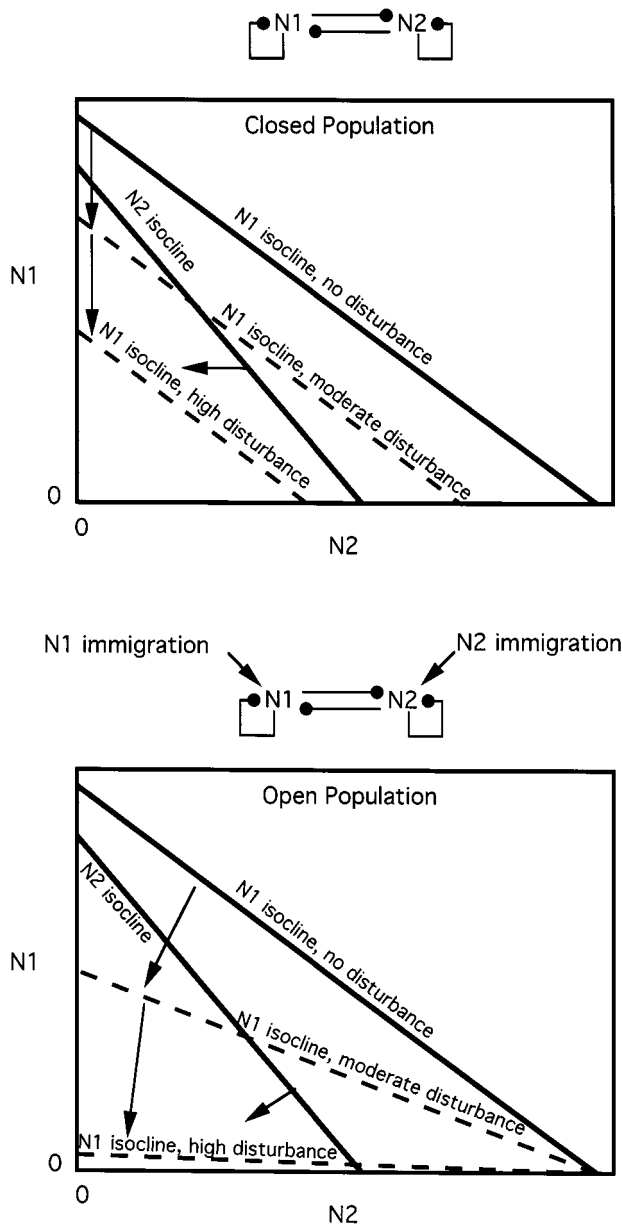 N1 N2
Closed Population
N2 isocline
N1 isocline, no disturbance
N1
N1 isocline, moderate disturbance
N1 isocline, high disturbance
0
0
N2
N1 immigration
N2 immigration
N1 N2
Open Population
N2 isocline
N1 isocline, no disturbance
N1
N1 isocline, moderate disturbance
N1 isocline, high disturbance
0
0
N2